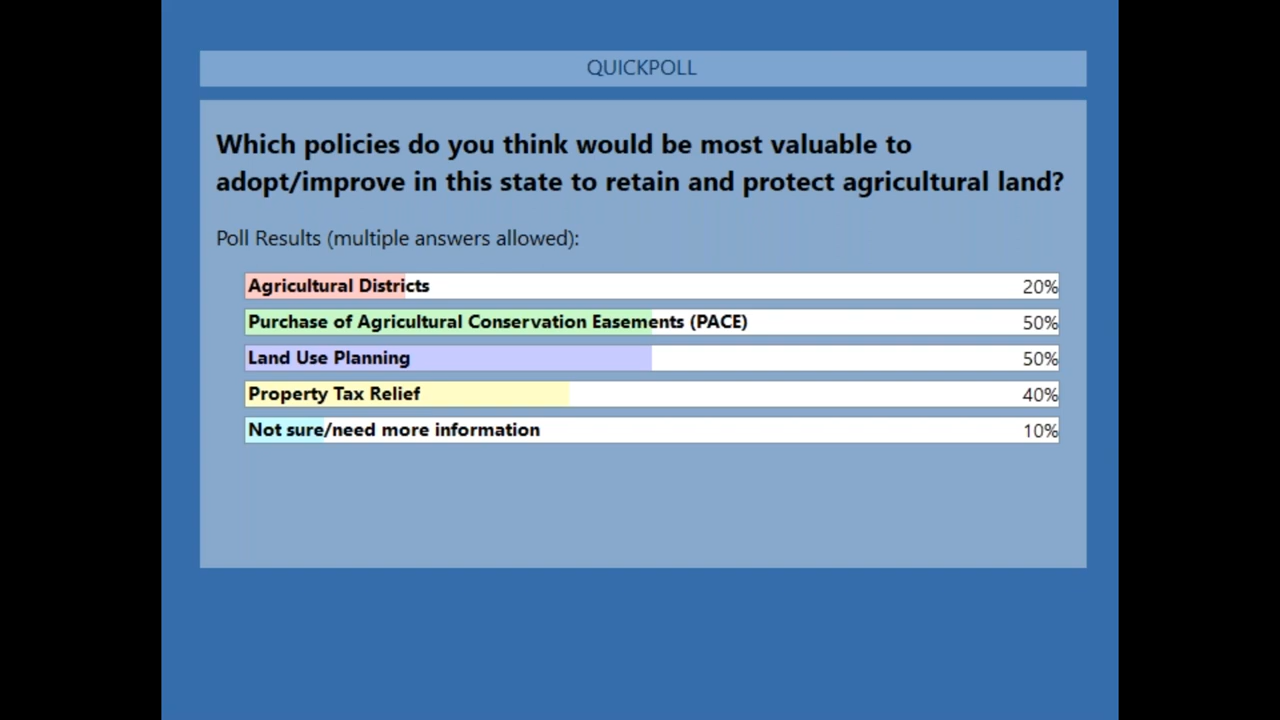 QUICKPOLL
Which policies do you think would be most valuable to
adopt/improve in this state to retain and protect agricultural land?
Poll Results (multiple answers allowed):
Agricultural Districts 20%
Purchase of Agricultural Conservation Easements (PACE) 50%
Land Use Planning 50%
Property Tax Relief 40%
Not sure/need more information 10%